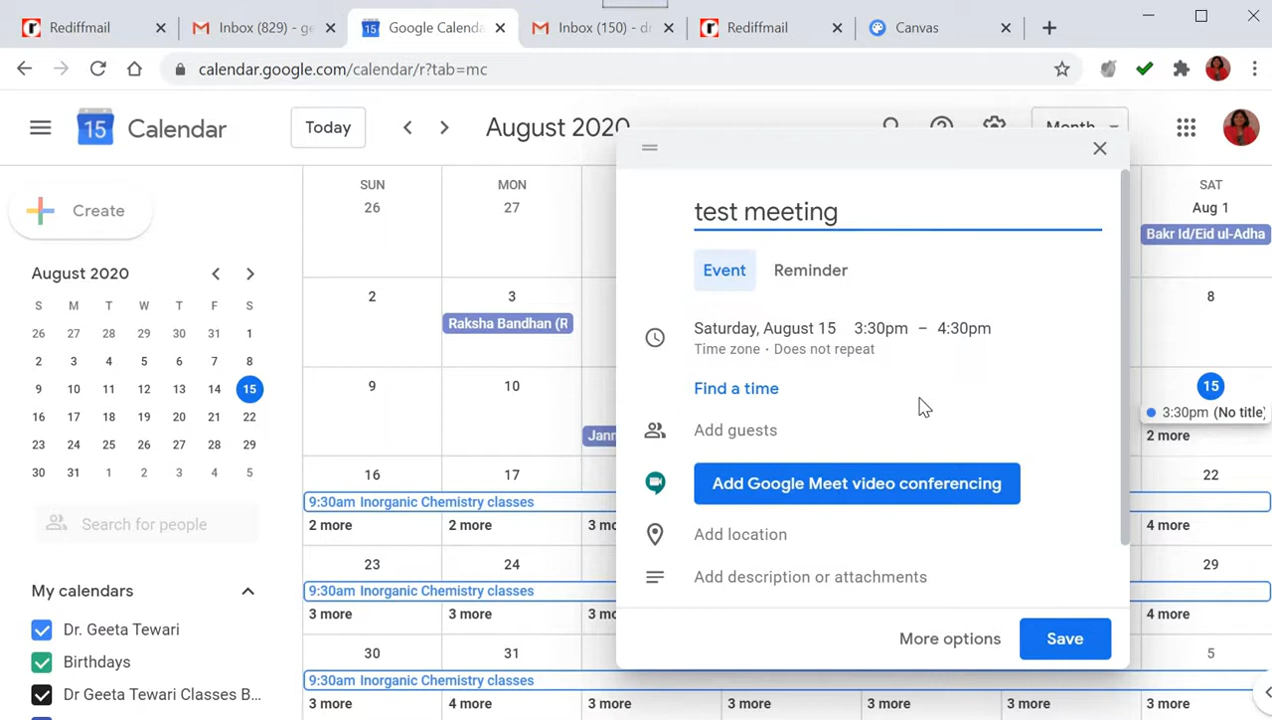 Rediffmail
Inbox (829) - ge
Google Calenda
Inbox (150) - dr
Rediffmail
Canvas
calendar.google.com/calendar/r?tab=mc
15
Calendar
Today
August 2020
Month
Create
August 2020
S M T W T F S
26 27 28 29 30 31 1
2 3 4 5 6 7 8
9 10 11 12 13 14 15
16 17 18 19 20 21 22
23 24 25 26 27 28 29
30 31 1 2 3 4 5
Search for people
My calendars
Dr. Geeta Tewari
Birthdays
Dr Geeta Tewari Classes B...
SUN MON SAT
26 27 Aug 1
Bakr Id/Eid ul-Adha
2 3 8
Raksha Bandhan (R
9 10 15
3:30pm (No title)
Jann 2 more
16 17 22
9:30am Inorganic Chemistry classes
2 more 2 more 3 mo 4 more
23 24 29
9:30am Inorganic Chemistry classes
3 more 3 more 3 mo 4 more
30 31 5
9:30am Inorganic Chemistry classes
3 more 4 more 3 more 3 more 3 more 3 more 3 more
test meeting
Event Reminder
Saturday, August 15 3:30pm – 4:30pm
Time zone · Does not repeat
Find a time
Add guests
Add Google Meet video conferencing
Add location
Add description or attachments
More options Save